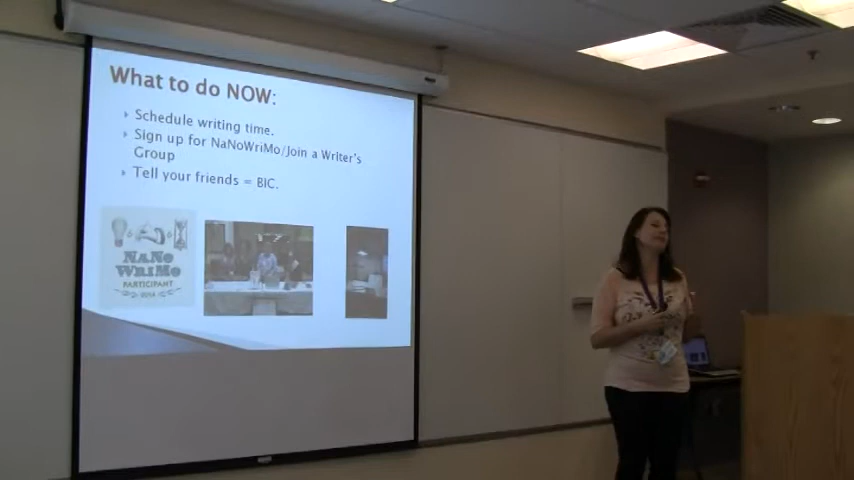 What to do NOW:
Schedule writing time.
Sign up for NaNoWriMo/Join a Writer's
Group
Tell your friends = BIC.
NaNo
WriMo
PARTICIPANT
2014